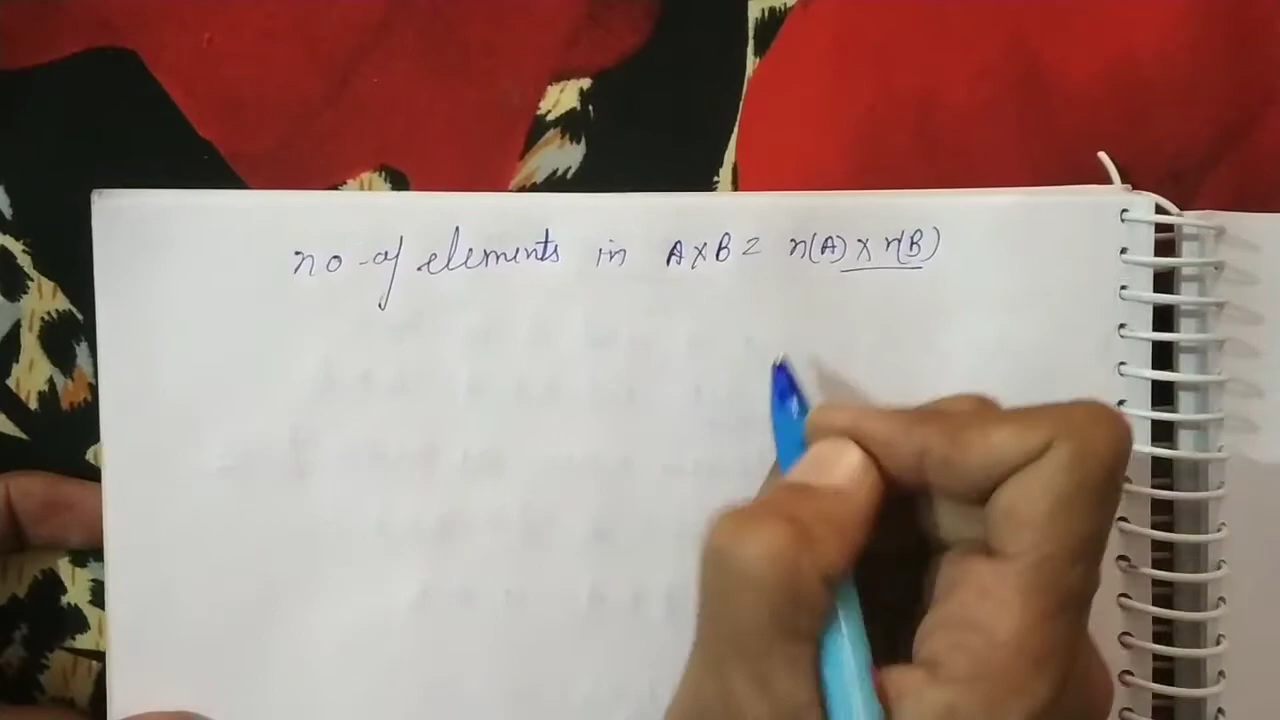 no. of elements in A×B = n(A) × n(B)